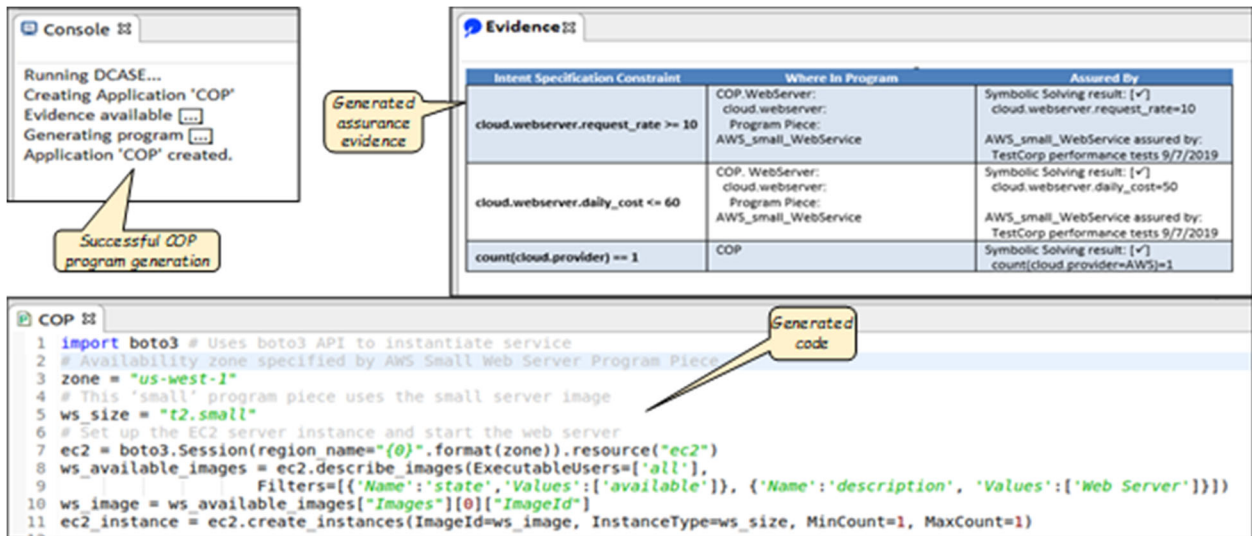 Console
Running DCASE...
Creating Application 'COP'
Evidence available [...]
Generating program [...]
Application 'COP' created.
Successful COP
program generation
Generated
assurance
evidence
Evidence
Intent Specification Constraint Where In Program Assured By
cloud.webserver.request_rate >= 10
COP.WebServer:
cloud.webserver:
Program Piece:
AWS_small_WebService
Symbolic Solving result: [✔]
cloud.webserver.request_rate=10
AWS_small_WebService assured by:
TestCorp performance tests 9/7/2019
cloud.webserver.daily_cost <= 60
COP. WebServer:
cloud.webserver:
Program Piece:
AWS_small_WebService
Symbolic Solving result: [✔]
cloud.webserver.daily_cost=50
AWS_small_WebService assured by:
TestCorp performance tests 9/7/2019
count(cloud.provider) == 1
COP
Symbolic Solving result: [✔]
count(cloud.provider=AWS)=1
COP
Generated
code
1 import boto3 # Uses boto3 API to instantiate service
2 # Availability zone specified by AWS Small Web Server Program Piece
3 zone = "us-west-1"
4 # This 'small' program piece uses the small server image
5 ws_size = "t2.small"
6 # Set up the EC2 server instance and start the web server
7 ec2 = boto3.Session(region_name="{0}".format(zone)).resource("ec2")
8 ws_available_images = ec2.describe_images(ExecutableUsers=['all'],
9 Filters=[{'Name':'state','Values':['available']}, {'Name':'description', 'Values':['Web Server']}])
10 ws_image = ws_available_images["Images"][0]["ImageId"]
11 ec2_instance = ec2.create_instances(ImageId=ws_image, InstanceType=ws_size, MinCount=1, MaxCount=1)